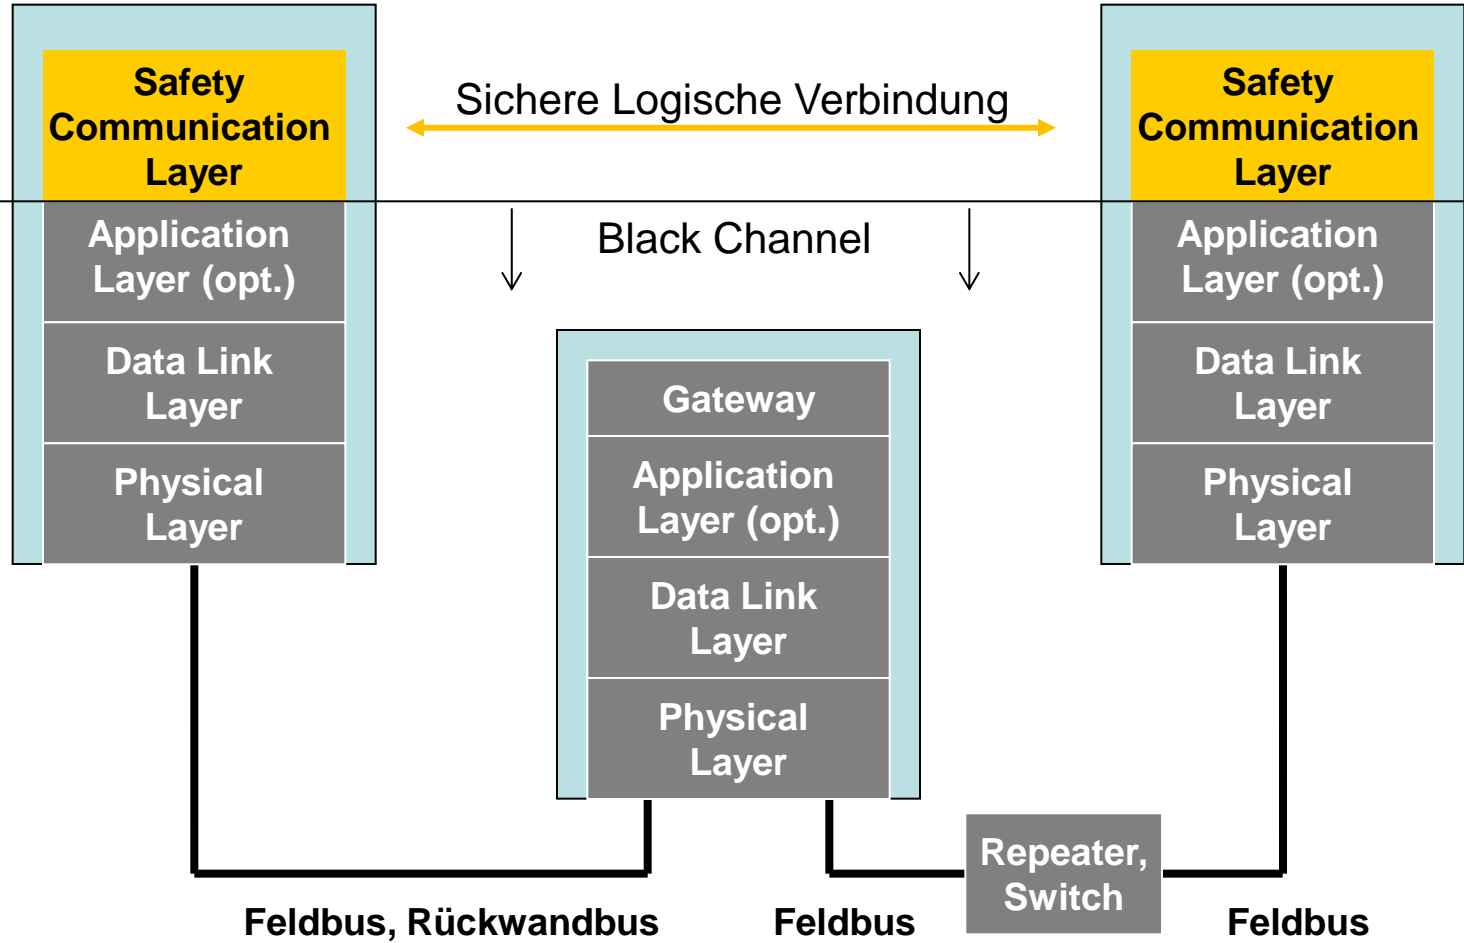 Safety
Communication
Layer
Sichere Logische Verbindung
Safety
Communication
Layer
Application
Layer (opt.)
Black Channel
Application
Layer (opt.)
Data Link
Layer
Data Link
Layer
Physical
Layer
Physical
Layer
Gateway
Application
Layer (opt.)
Data Link
Layer
Physical
Layer
Repeater,
Switch
Feldbus, Rückwandbus
Feldbus
Feldbus